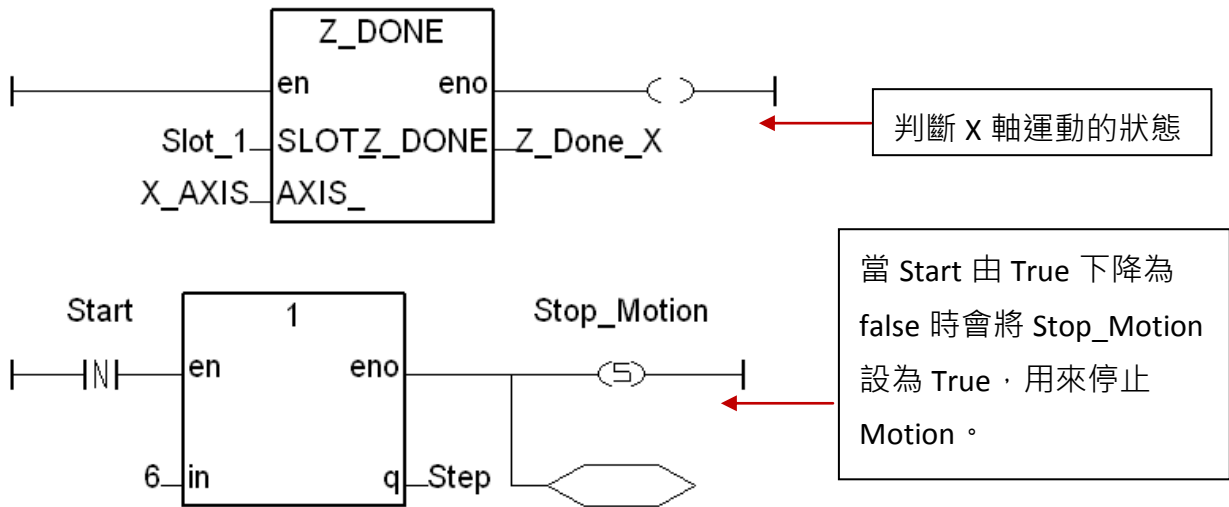 Z_DONE
en eno
Slot_1 SLOT_ Z_DONE Z_Done_X
X_AXIS AXIS_
判斷 X 軸運動的狀態
Start 1 Stop_Motion
N en eno S
6 in q Step
當 Start 由 True 下降為
false 時會將 Stop_Motion
設為 True，用來停止
Motion。